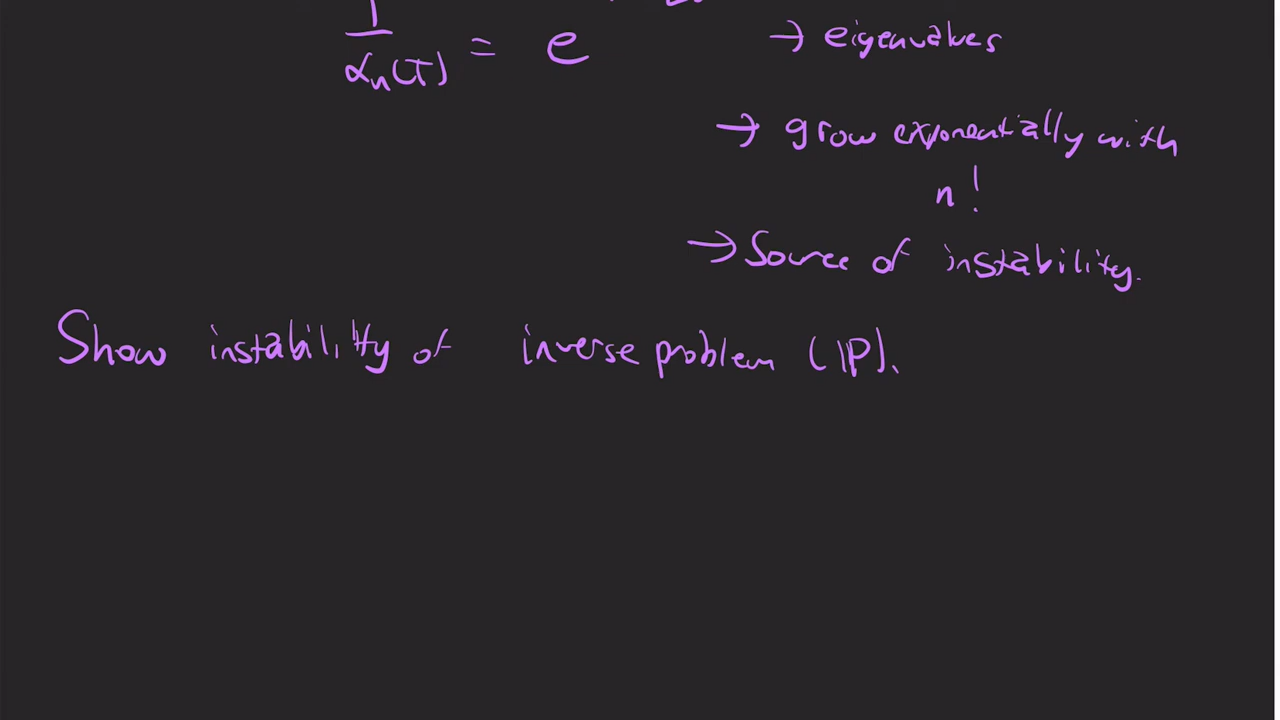 1
αₙ(T) = e
→ eigenvalues
→ grow exponentially with
n!
→ Source of instability.
Show instability of inverse problem (IP).